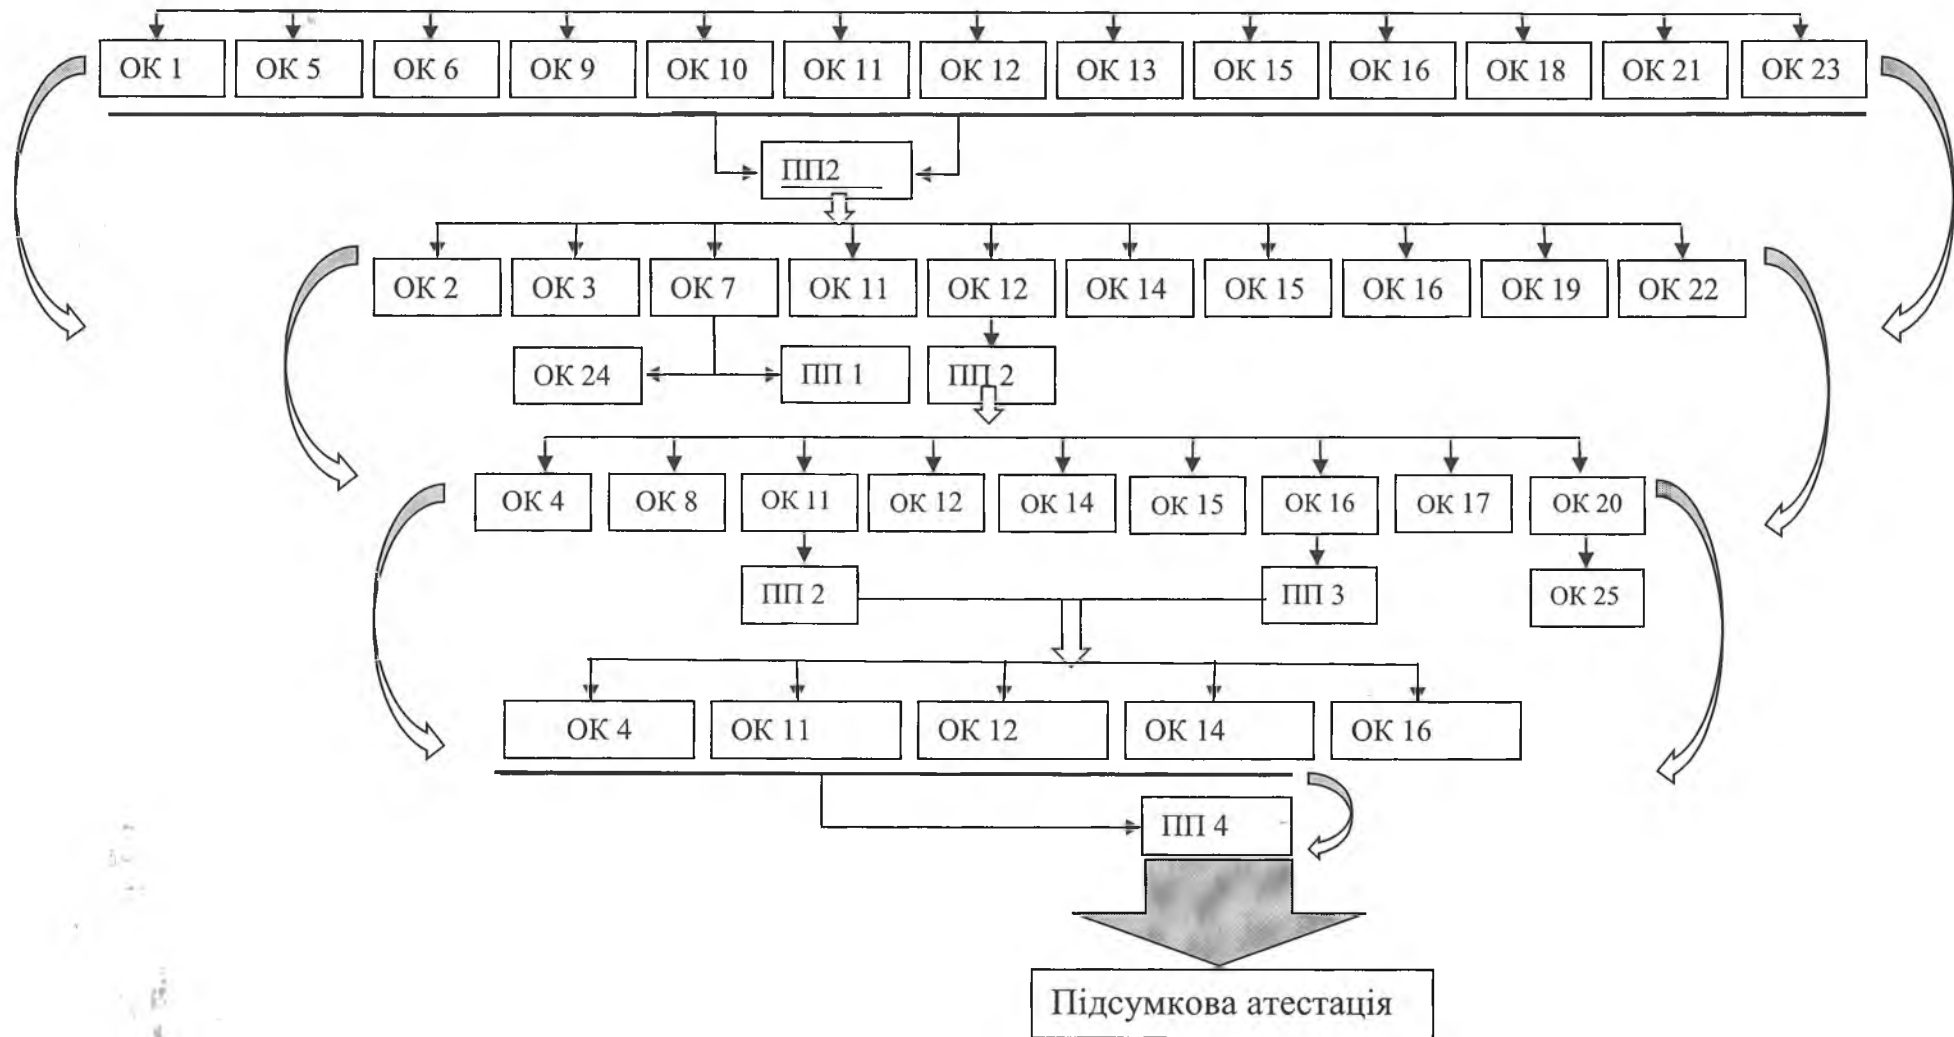 ОК 1 ОК 5 ОК 6 ОК 9 ОК 10 ОК 11 ОК 12 ОК 13 ОК 15 ОК 16 ОК 18 ОК 21 ОК 23
ПП2
ОК 2 ОК 3 ОК 7 ОК 11 ОК 12 ОК 14 ОК 15 ОК 16 ОК 19 ОК 22
ОК 24 ПП 1 ПП 2
ОК 4 ОК 8 ОК 11 ОК 12 ОК 14 ОК 15 ОК 16 ОК 17 ОК 20
ПП 2 ПП 3 ОК 25
ОК 4 ОК 11 ОК 12 ОК 14 ОК 16
ПП 4
Підсумкова атестація